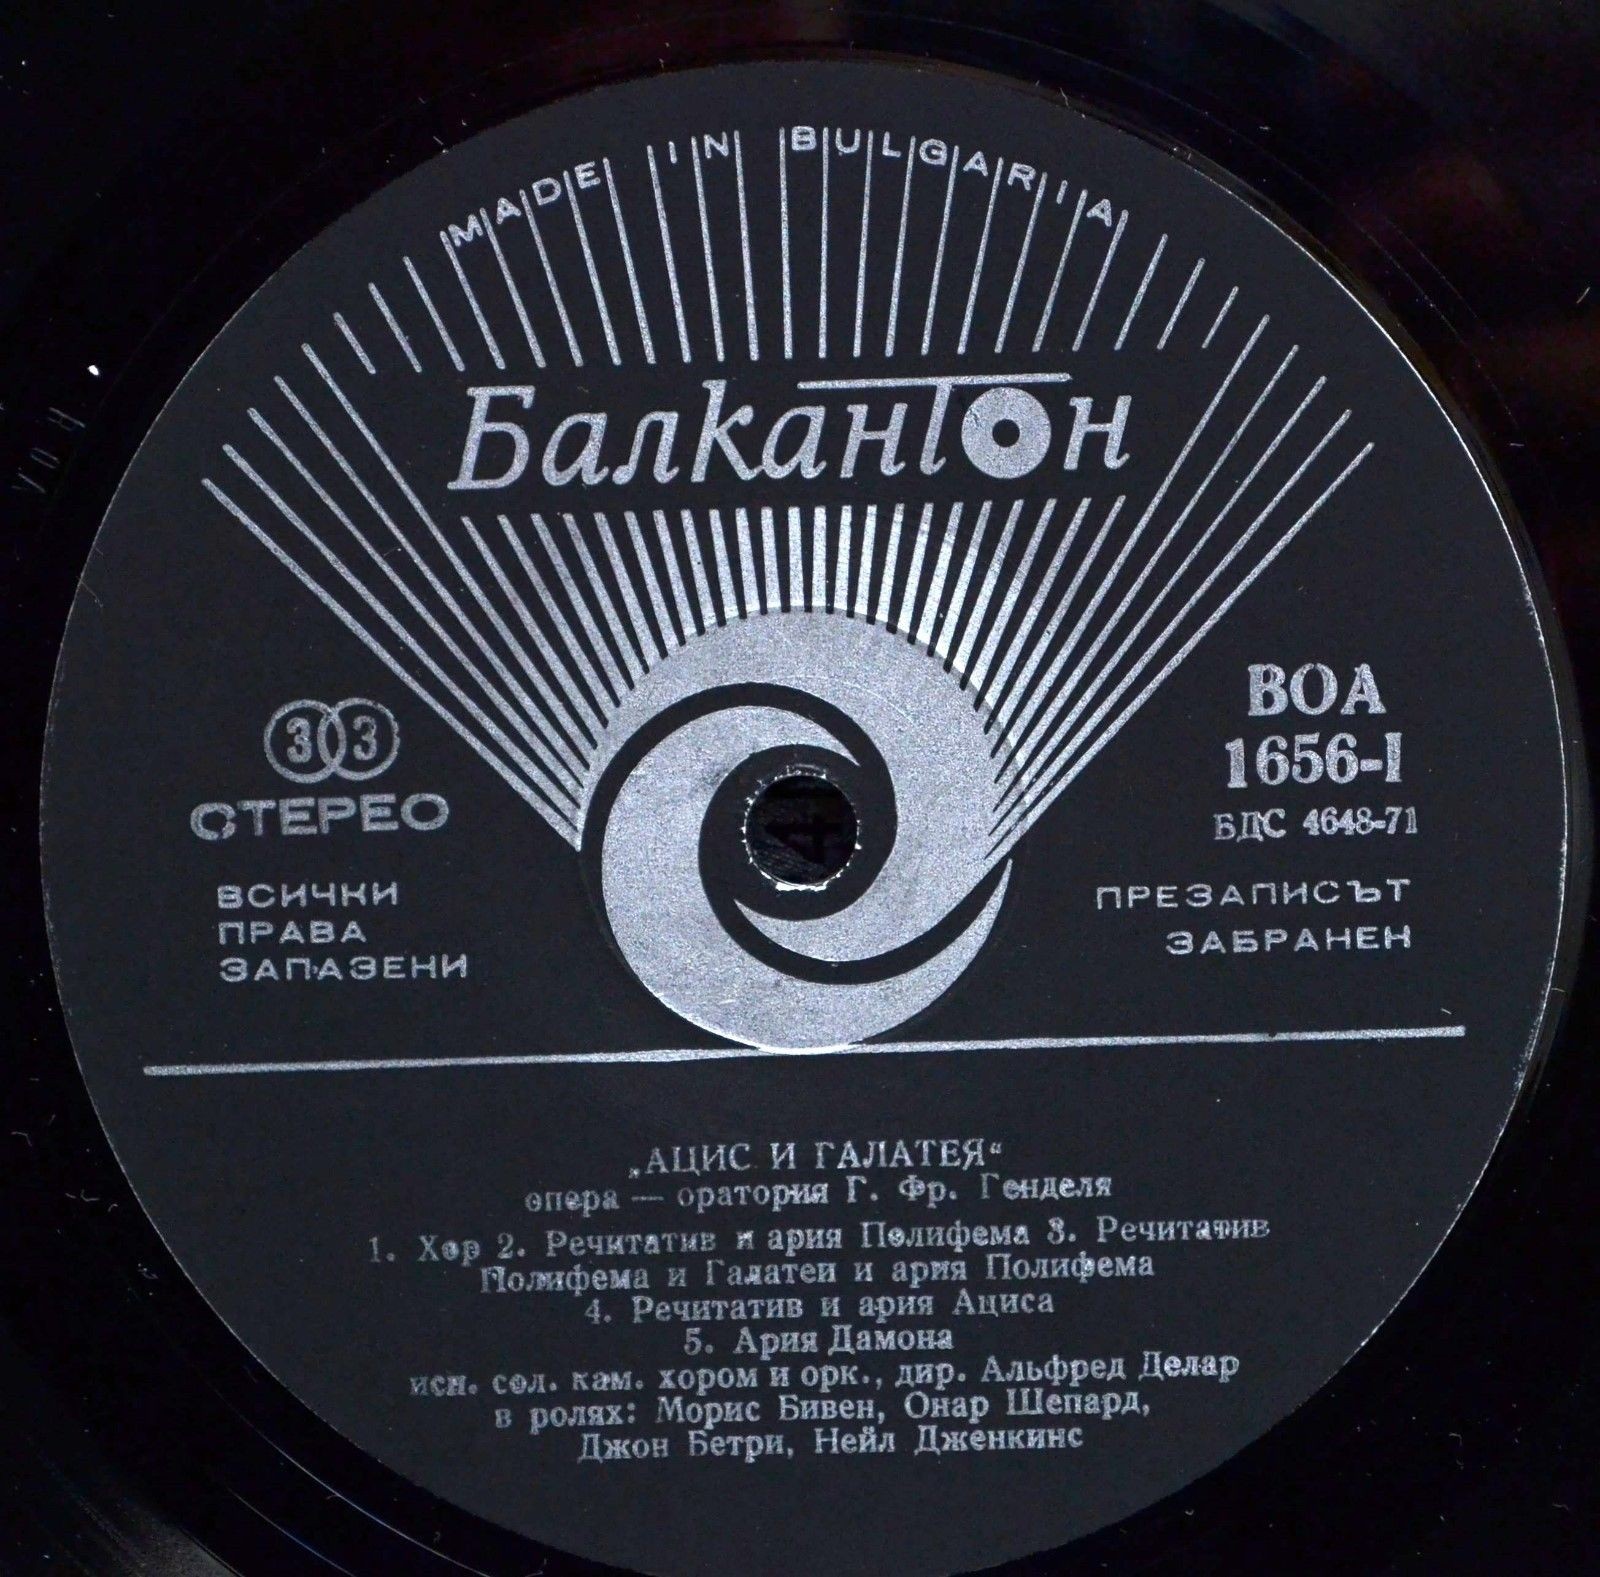 MADE IN BULGARIA
Балкантон
33
СТЕРЕО
ВСИЧКИ
ПРАВА
ЗАПАЗЕНИ
ВОА
1656-I
БДС 4648-71
ПРЕЗАПИСЪТ
ЗАБРАНЕН
„АЦИС И ГАЛАТЕЯ“
опера — оратория Г. Фр. Генделя
1. Хор 2. Речитатив и ария Полифема 3. Речитатив
Полифема и Галатеи и ария Полифема
4. Речитатив и ария Ациса
5. Ария Дамона
исп. сол. кам. хором и орк., дир. Альфред Делар
в ролях: Морис Бивен, Онар Шепард,
Джон Бетри, Нейл Дженкинс